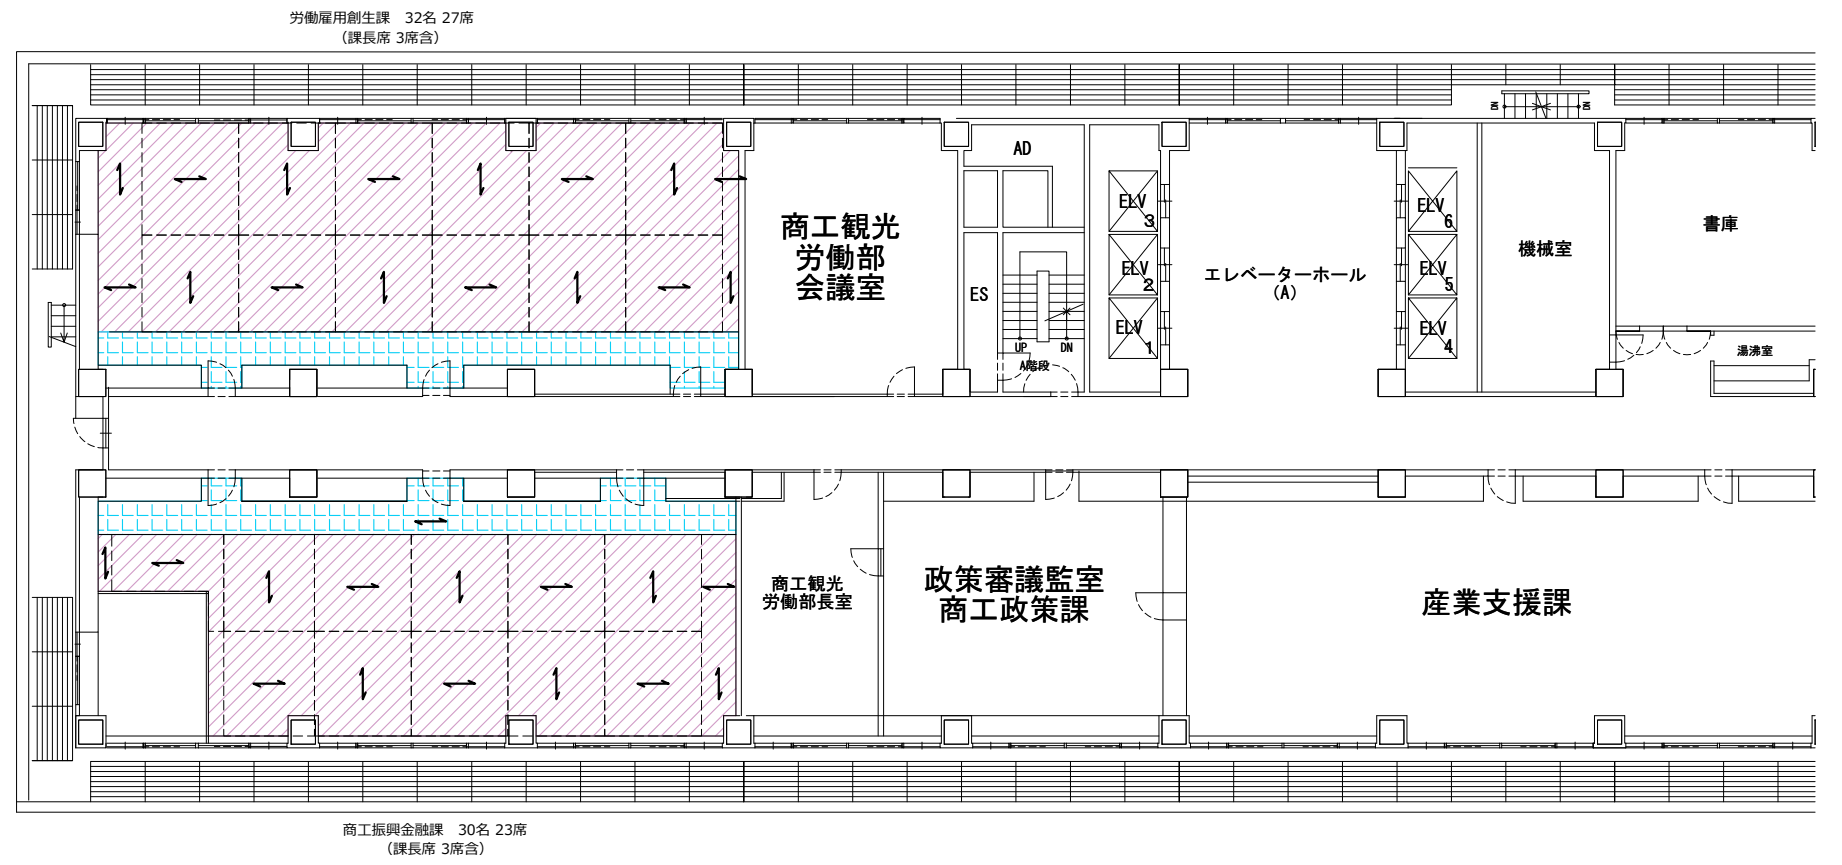 労働雇用創生課　32名 27席
（課長席 3席含）
DN
DN
AD
商工観光
労働部
会議室
ES
UP
DN
A階段
ELV
3
ELV
2
ELV
1
エレベーターホール
(A)
ELV
6
ELV
5
ELV
4
機械室
書庫
湯沸室
商工観光
労働部長室
政策審議監室
商工政策課
産業支援課
商工振興金融課　30名 23席
（課長席 3席含）